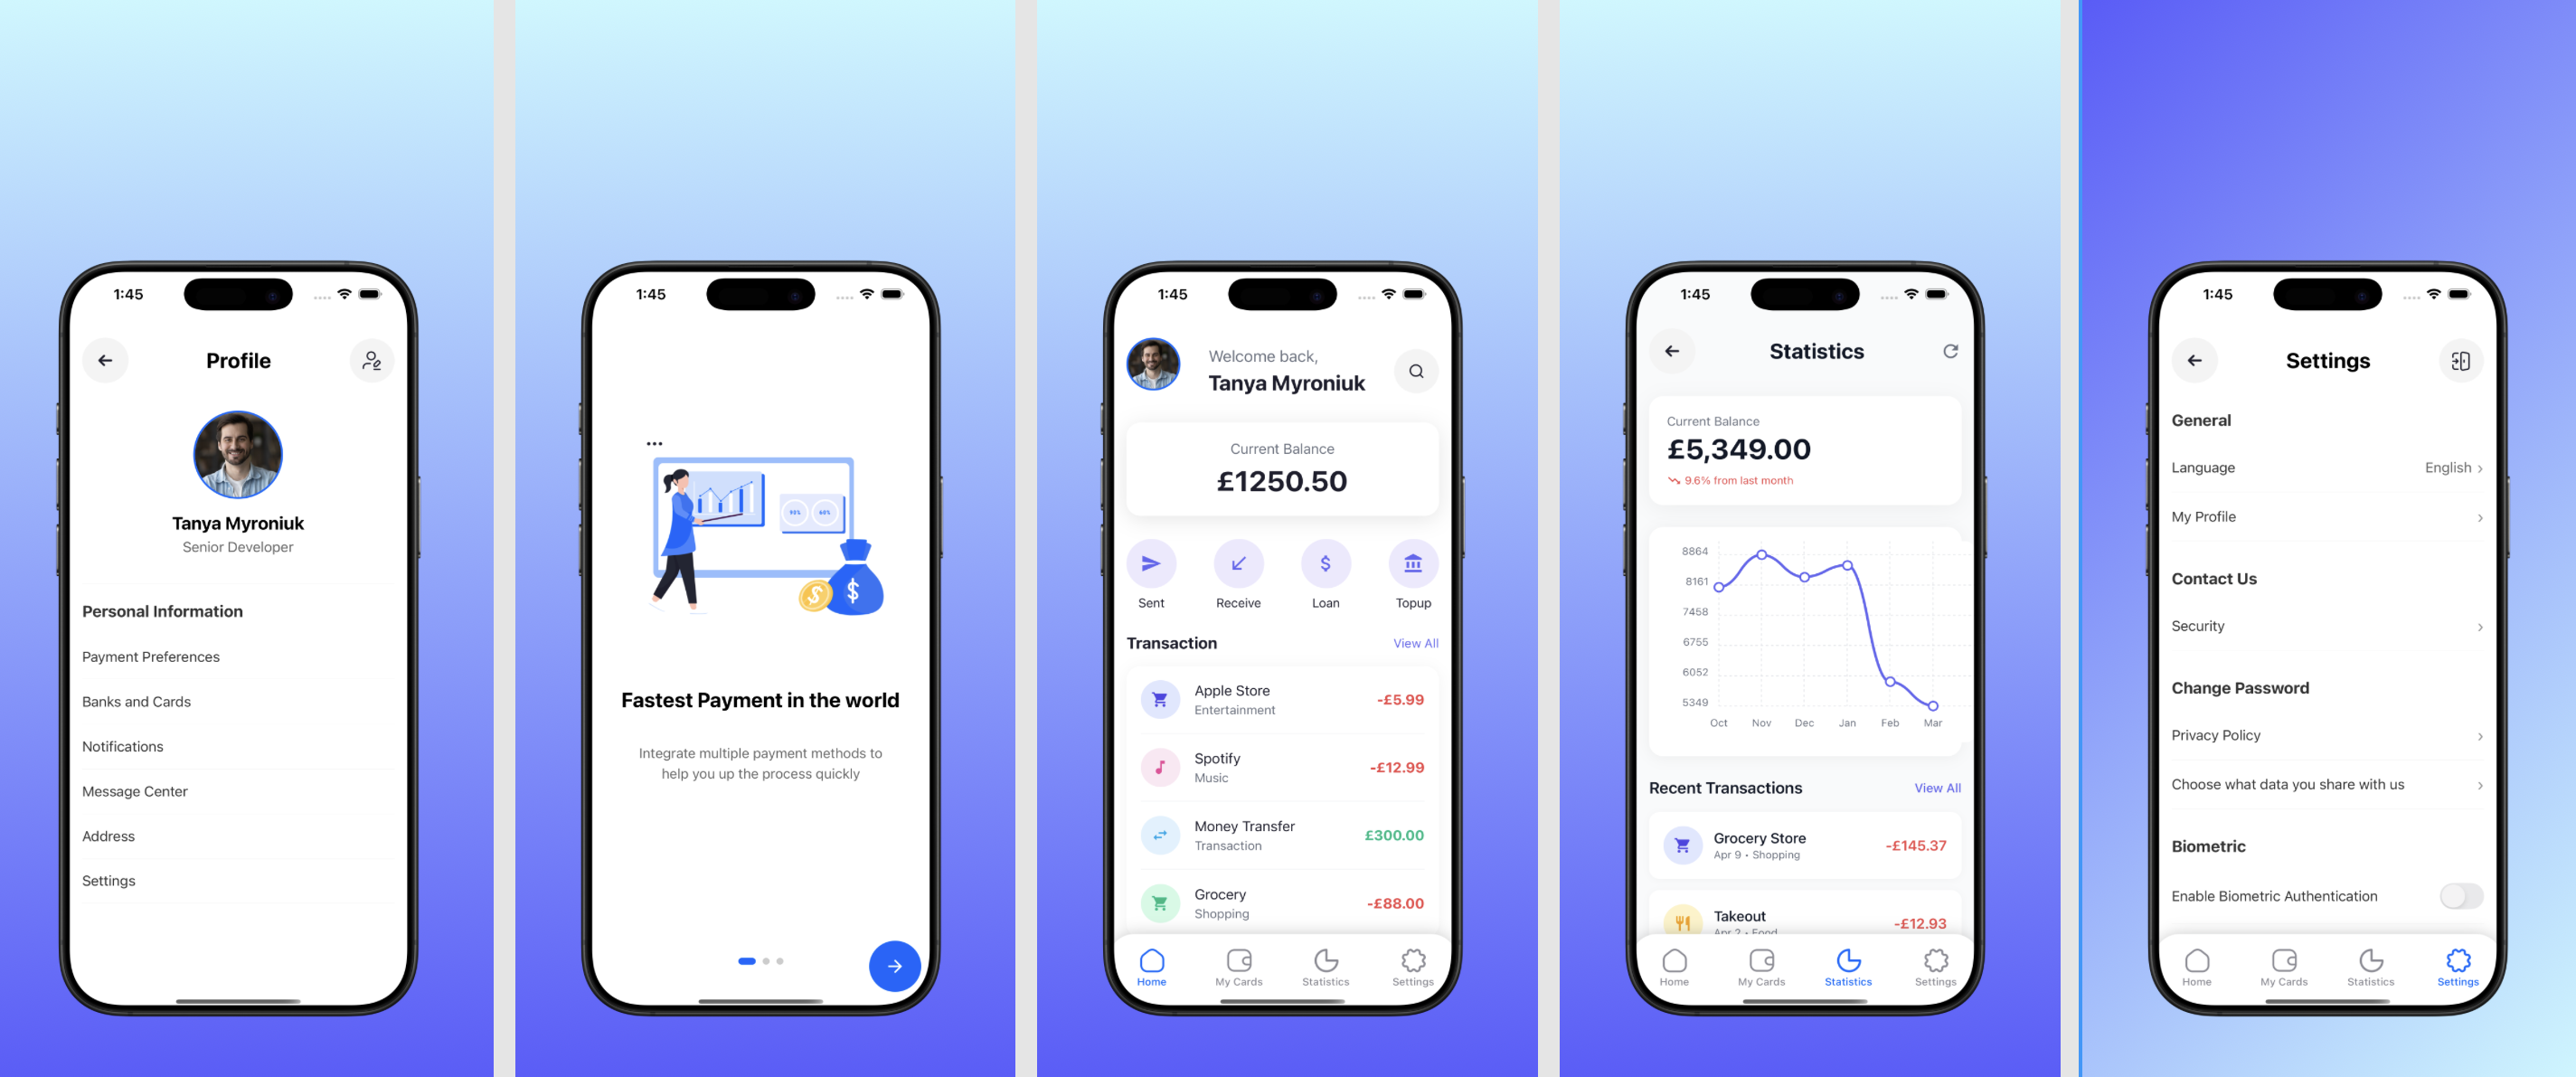 1:45
Profile
Tanya Myroniuk
Senior Developer
Personal Information
Payment Preferences
Banks and Cards
Notifications
Message Center
Address
Settings
1:45
...
90% 60%
$ $
Fastest Payment in the world
Integrate multiple payment methods to
help you up the process quickly
1:45
Welcome back,
Tanya Myroniuk
Current Balance
£1250.50
$
Sent Receive Loan Topup
Transaction View All
Apple Store
Entertainment
-£5.99
Spotify
Music
-£12.99
Money Transfer
Transaction
£300.00
Grocery
Shopping
-£88.00
Home My Cards Statistics Settings
1:45
Statistics
Current Balance
£5,349.00
9.6% from last month
8864
8161
7458
6755
6052
5349
Oct Nov Dec Jan Feb Mar
Recent Transactions View All
Grocery Store
Apr 9 • Shopping
-£145.37
Takeout
Apr 2 • Food
-£12.93
Home My Cards Statistics Settings
1:45
Settings
General
Language English
My Profile
Contact Us
Security
Change Password
Privacy Policy
Choose what data you share with us
Biometric
Enable Biometric Authentication
Home My Cards Statistics Settings